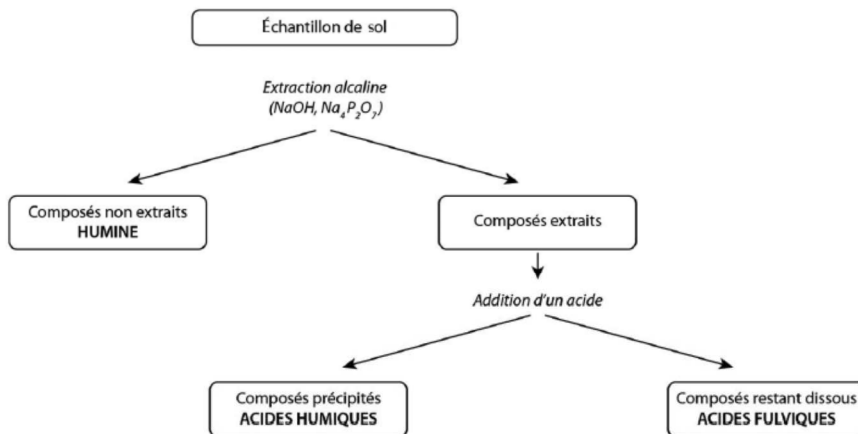 Échantillon de sol
Extraction alcaline
(NaOH, Na₄P₂O₇)
Composés non extraits
HUMINE
Composés extraits
Addition d'un acide
Composés précipités
ACIDES HUMIQUES
Composés restant dissous
ACIDES FULVIQUES